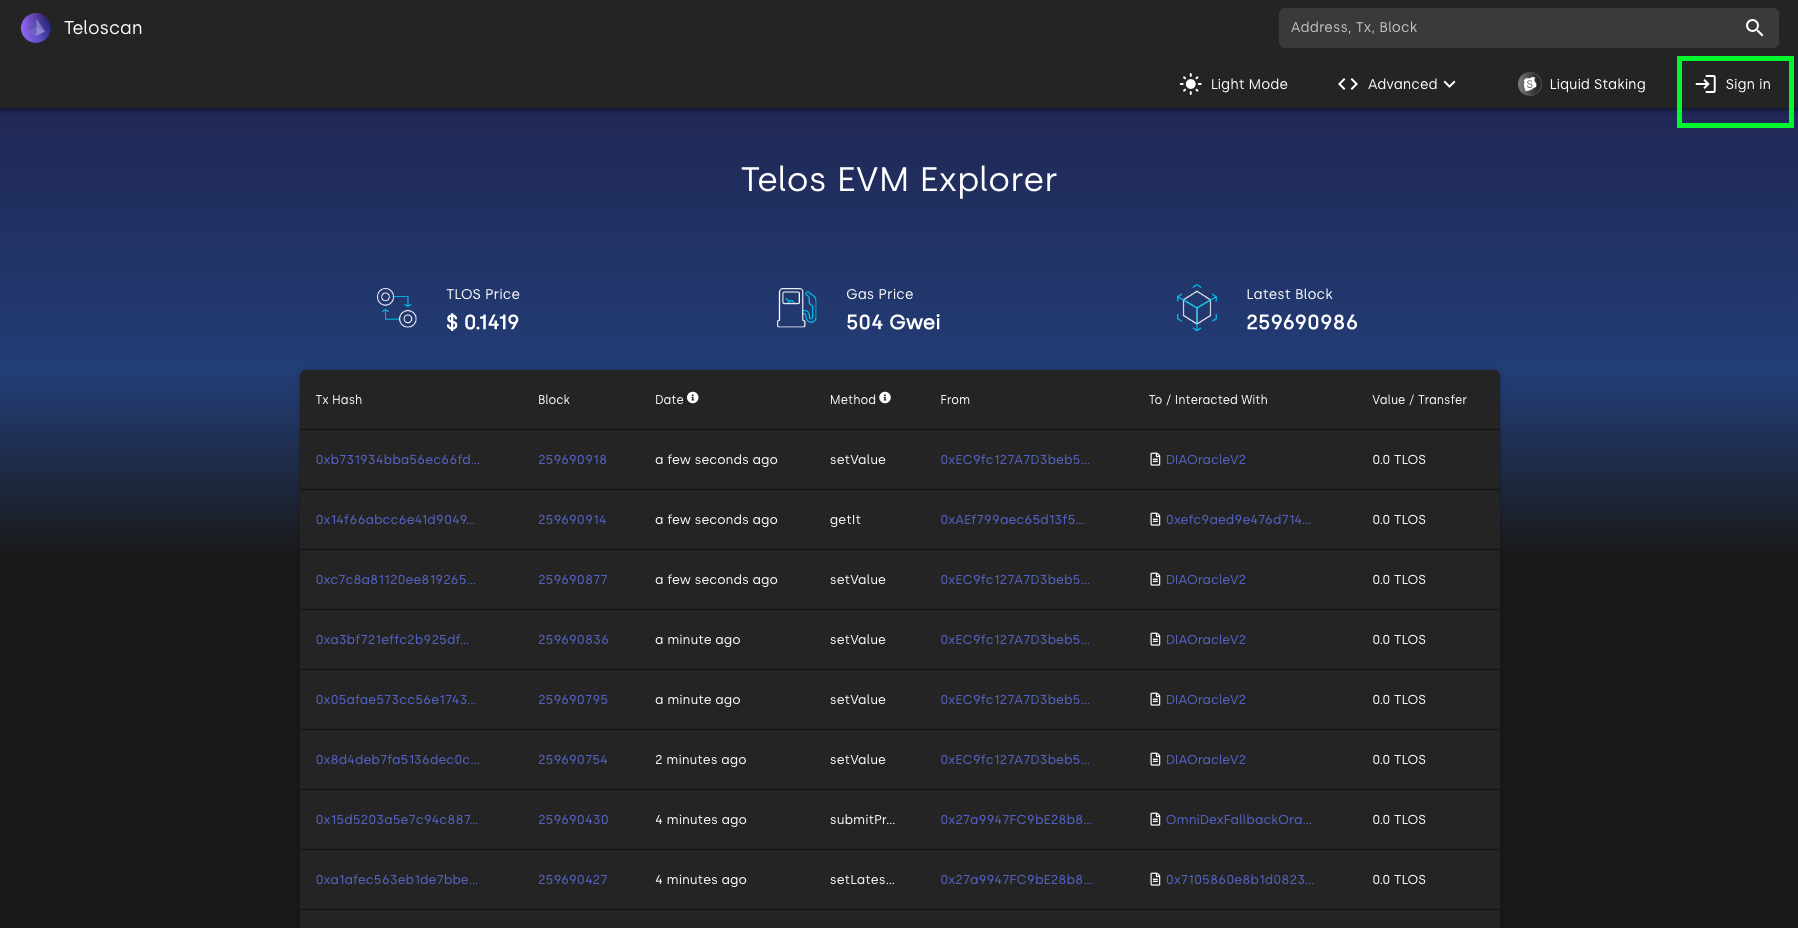 Teloscan
Address, Tx, Block
Light Mode Advanced Liquid Staking Sign in
Telos EVM Explorer
TLOS Price
$ 0.1419
Gas Price
504 Gwei
Latest Block
259690986
Tx Hash Block Date Method From To / Interacted With Value / Transfer
0xb731934bba56ec66fd... 259690918 a few seconds ago setValue 0xEC9fc127A7D3beb5... DIAOracleV2 0.0 TLOS
0x14f66abcc6e41d9049... 259690914 a few seconds ago getIt 0xAEf799aec65d13f5... 0xefc9aed9e476d714... 0.0 TLOS
0xc7c8a81120ee819265... 259690877 a few seconds ago setValue 0xEC9fc127A7D3beb5... DIAOracleV2 0.0 TLOS
0xa3bf721effc2b925df... 259690836 a minute ago setValue 0xEC9fc127A7D3beb5... DIAOracleV2 0.0 TLOS
0x05afae573cc56e1743... 259690795 a minute ago setValue 0xEC9fc127A7D3beb5... DIAOracleV2 0.0 TLOS
0x8d4deb7fa5136dec0c... 259690754 2 minutes ago setValue 0xEC9fc127A7D3beb5... DIAOracleV2 0.0 TLOS
0x15d5203a5e7c94c887... 259690430 4 minutes ago submitPr... 0x27a9947FC9bE28b8... OmniDexFallbackOra... 0.0 TLOS
0xa1afec563eb1de7bbe... 259690427 4 minutes ago setLates... 0x27a9947FC9bE28b8... 0x7105860e8b1d0823... 0.0 TLOS